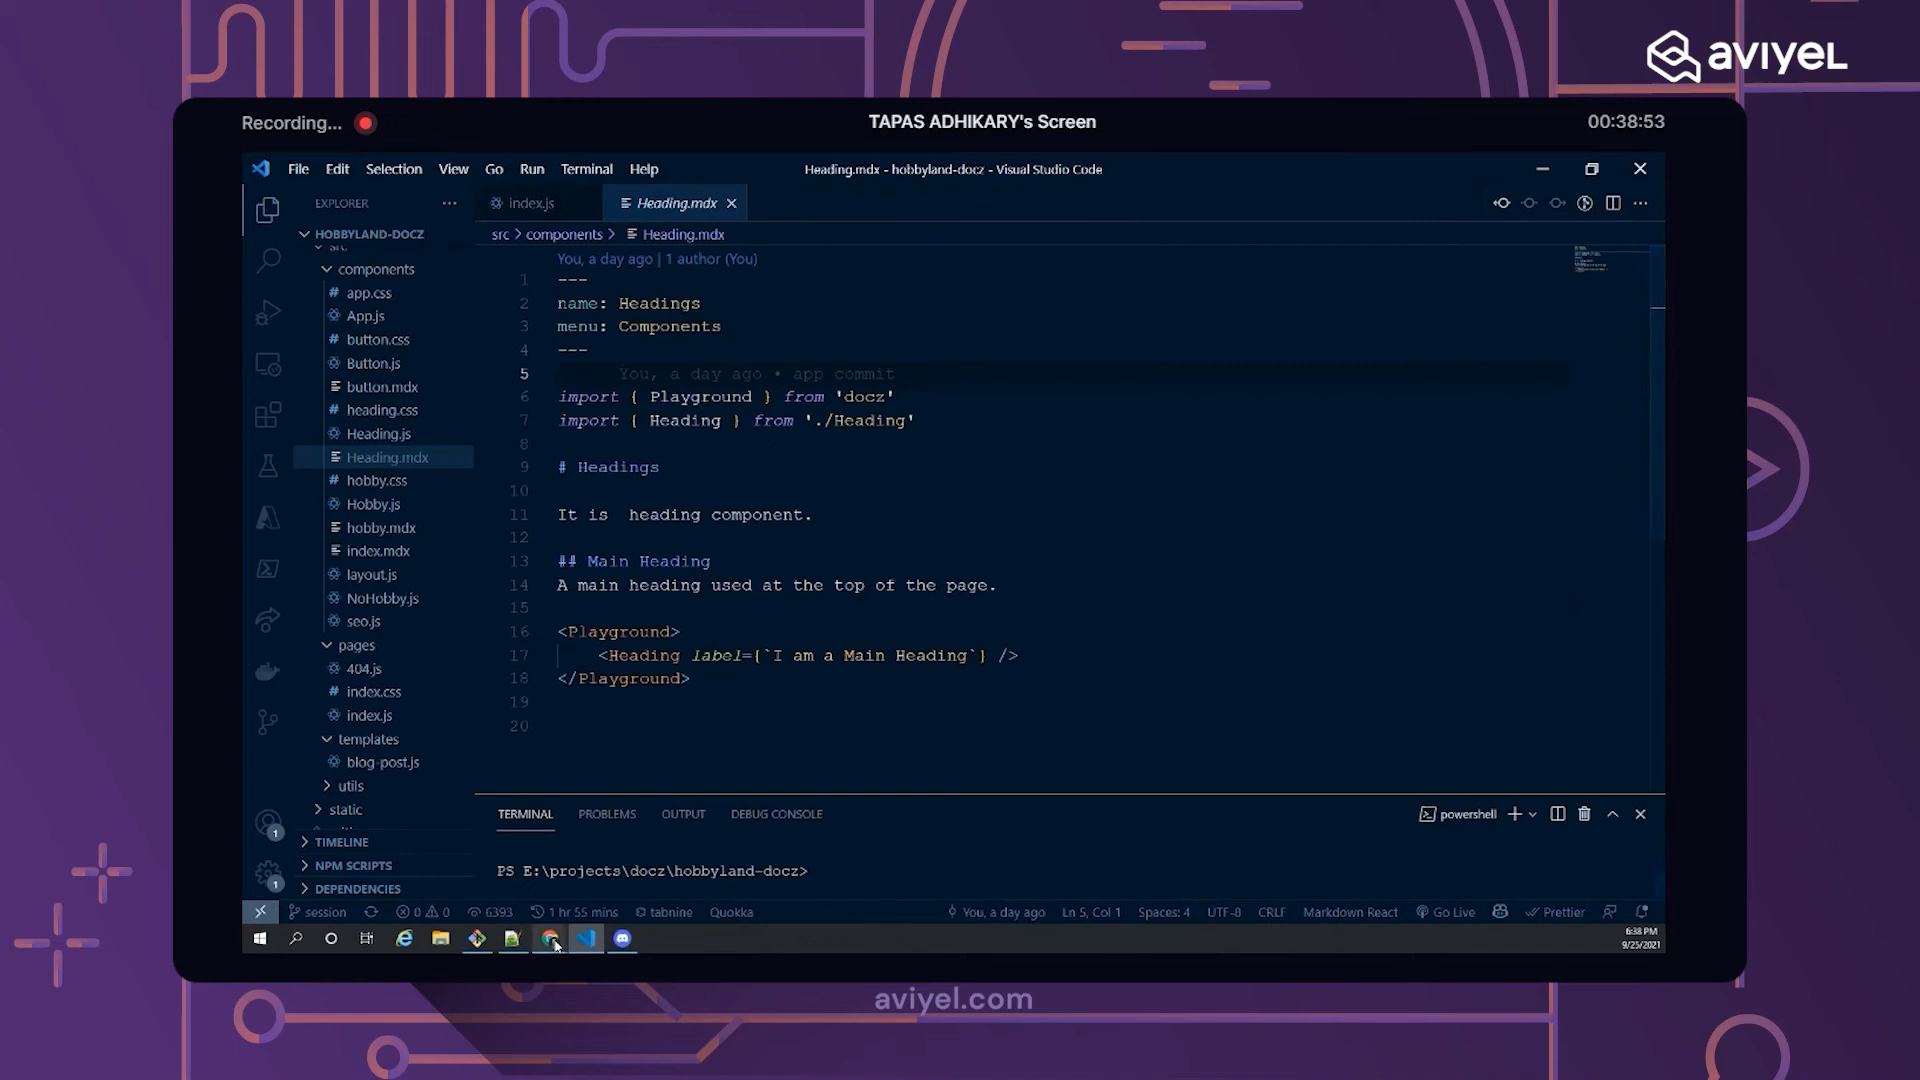 aviyel
Recording...
TAPAS ADHIKARY's Screen
00:38:53
File Edit Selection View Go Run Terminal Help
Heading.mdx - hobbyland-docz - Visual Studio Code
EXPLORER
index.js
Heading.mdx
HOBBYLAND-DOCZ
src > components > Heading.mdx
src
components
app.css
App.js
button.css
Button.js
button.mdx
heading.css
Heading.js
Heading.mdx
hobby.css
Hobby.js
hobby.mdx
index.mdx
layout.js
NoHobby.js
seo.js
pages
404.js
index.css
index.js
templates
blog-post.js
utils
static
TIMELINE
NPM SCRIPTS
DEPENDENCIES
You, a day ago | 1 author (You)
1 ---
2 name: Headings
3 menu: Components
4 ---
5 You, a day ago • app commit
6 import { Playground } from 'docz'
7 import { Heading } from './Heading'
8
9 # Headings
10
11 It is  heading component.
12
13 ## Main Heading
14 A main heading used at the top of the page.
15
16 <Playground>
17     <Heading label={`I am a Main Heading`} />
18 </Playground>
19
20
TERMINAL PROBLEMS OUTPUT DEBUG CONSOLE
powershell
PS E:\projects\docz\hobbyland-docz>
1
1
session 0 0 6393 1 hr 55 mins tabnine Quokka
You, a day ago Ln 5, Col 1 Spaces: 4 UTF-8 CRLF Markdown React Go Live Prettier
6:38 PM
9/25/2021
aviyel.com